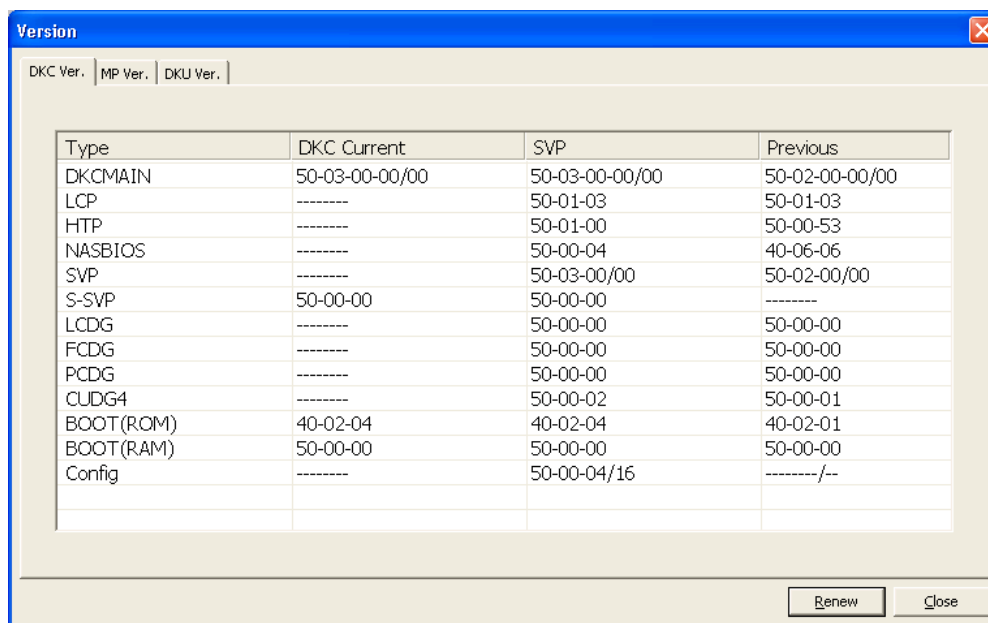 Version
DKC Ver. MP Ver. DKU Ver.
Type DKC Current SVP Previous
DKCMAIN 50-03-00-00/00 50-03-00-00/00 50-02-00-00/00
LCP -------- 50-01-03 50-01-03
HTP -------- 50-01-00 50-00-53
NASBIOS -------- 50-00-04 40-06-06
SVP -------- 50-03-00/00 50-02-00/00
S-SVP 50-00-00 50-00-00 --------
LCDG -------- 50-00-00 50-00-00
FCDG -------- 50-00-00 50-00-00
PCDG -------- 50-00-00 50-00-00
CUDG4 -------- 50-00-02 50-00-01
BOOT(ROM) 40-02-04 40-02-04 40-02-01
BOOT(RAM) 50-00-00 50-00-00 50-00-00
Config -------- 50-00-04/16 --------/--
Renew Close